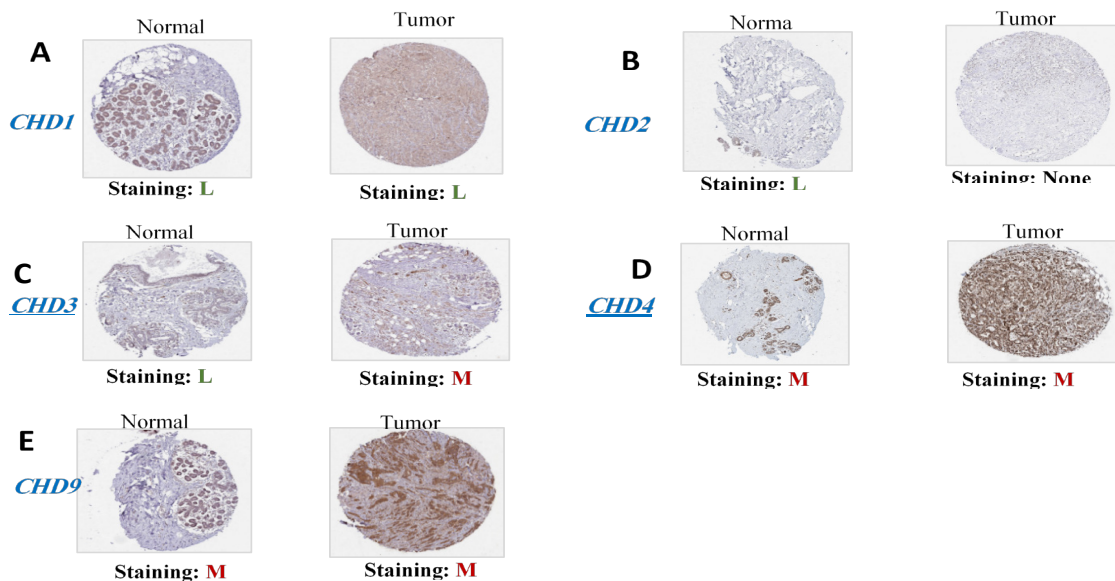 A
Normal
Tumor
CHD1
Staining: L
Staining: L
B
Norma
Tumor
CHD2
Staining: L
Staining: None
C
Normal
Tumor
CHD3
Staining: L
Staining: M
D
Normal
Tumor
CHD4
Staining: M
Staining: M
E
Normal
Tumor
CHD9
Staining: M
Staining: M